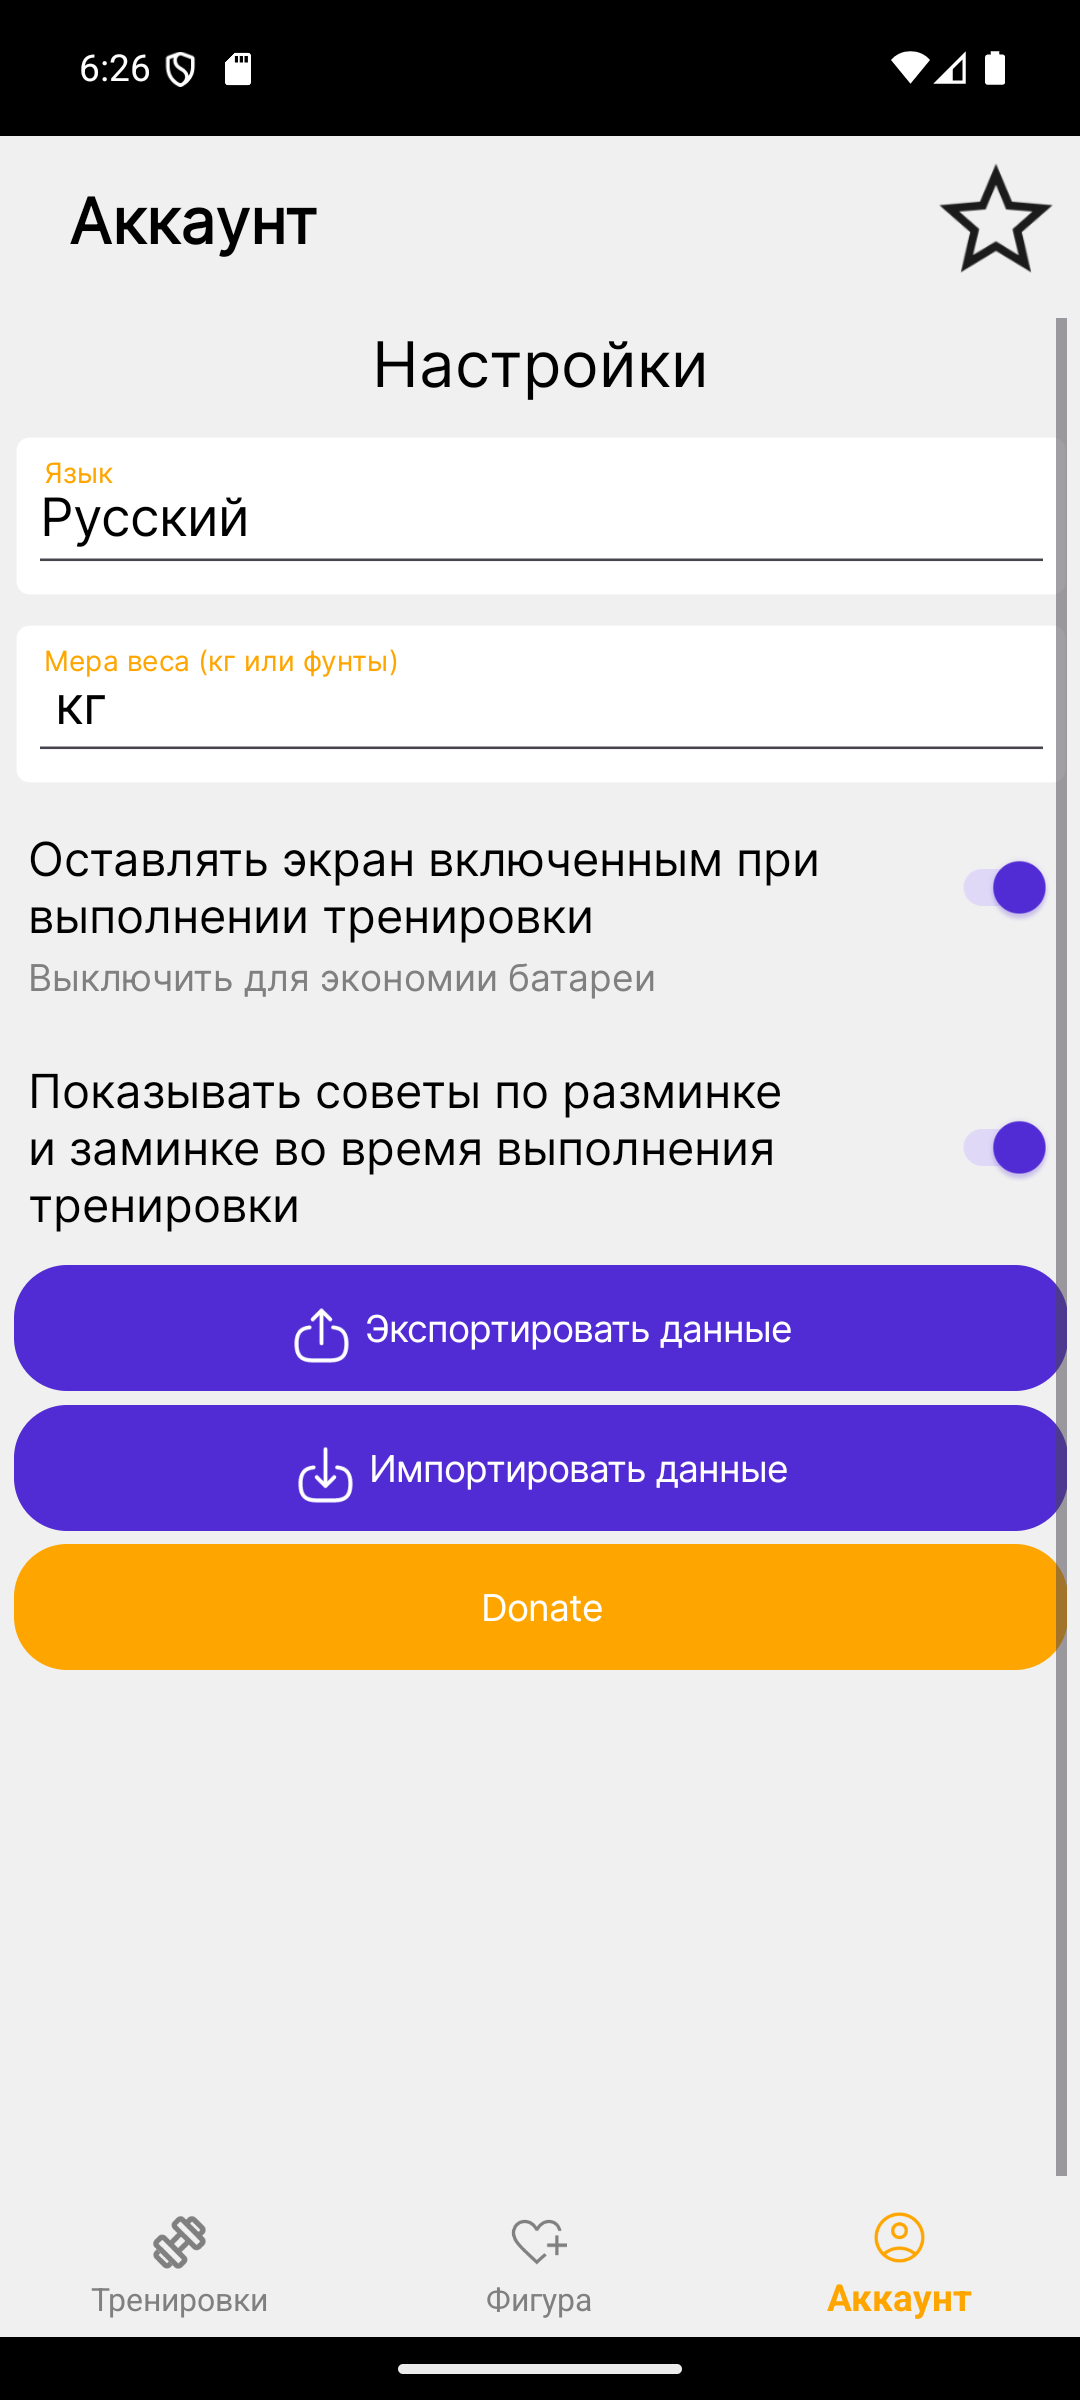 6:26
Аккаунт
Настройки
Язык
Русский
Мера веса (кг или фунты)
кг
Оставлять экран включенным при
выполнении тренировки
Выключить для экономии батареи
Показывать советы по разминке
и заминке во время выполнения
тренировки
Экспортировать данные
Импортировать данные
Donate
Тренировки
Фигура
Аккаунт